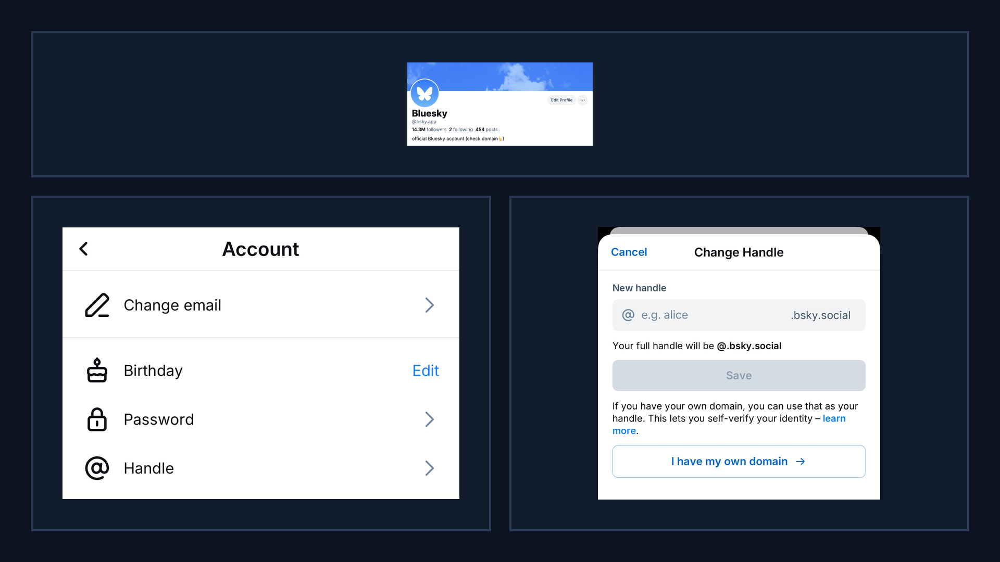 Edit Profile
Bluesky
@bsky.app
14.3M followers 2 following 454 posts
official Bluesky account (check domain👆)
Account
Change email
Birthday
Edit
Password
Handle
Cancel
Change Handle
New handle
@ e.g. alice
.bsky.social
Your full handle will be @.bsky.social
Save
If you have your own domain, you can use that as your
handle. This lets you self-verify your identity – learn
more.
I have my own domain →